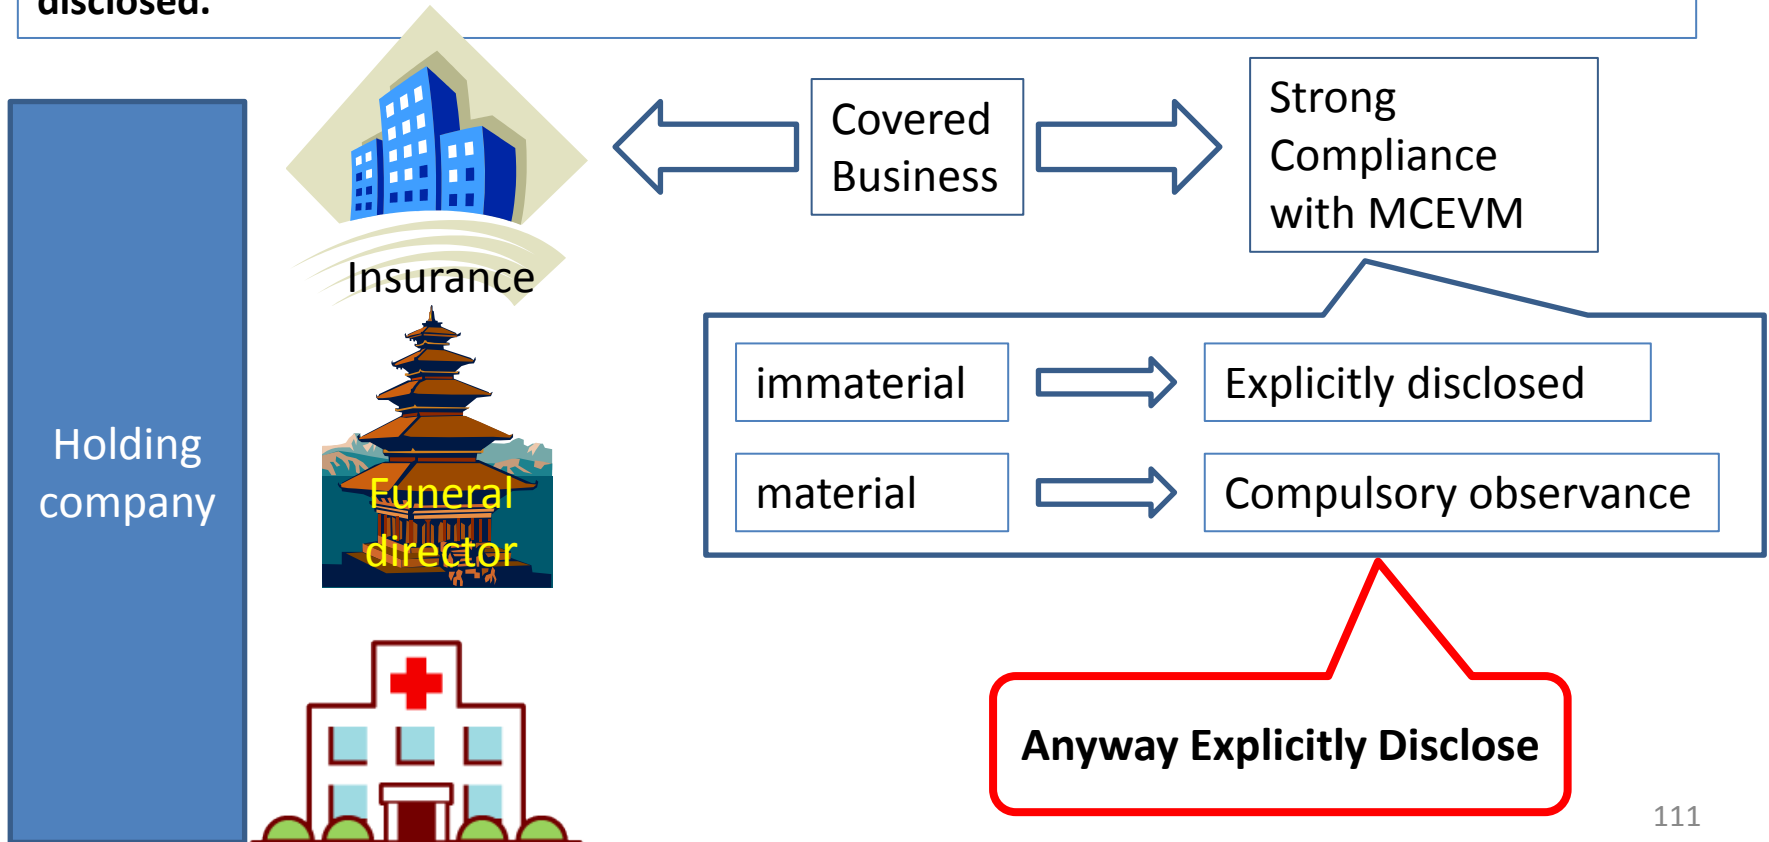 disclosed.
Holding
company
Insurance
Funeral
director
Covered
Business
Strong
Compliance
with MCEVM
immaterial
Explicitly disclosed
material
Compulsory observance
Anyway Explicitly Disclose
111